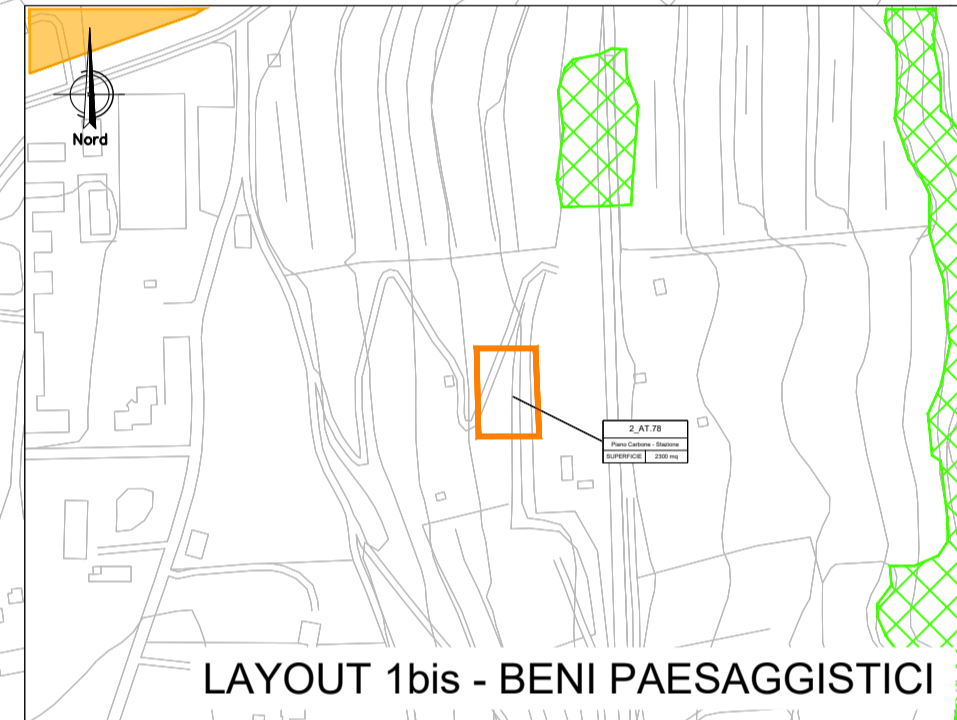 Nord
2_AT.78
Piano Carbone - Stazione
SUPERFICIE 2300 mq
LAYOUT 1bis - BENI PAESAGGISTICI